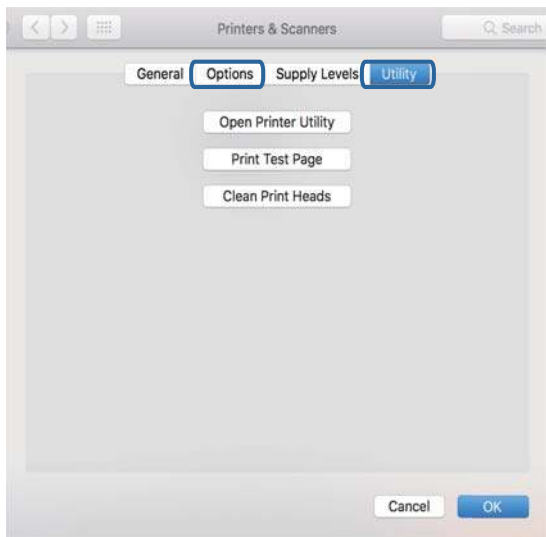 Printers & Scanners Search
General Options Supply Levels Utility
Open Printer Utility
Print Test Page
Clean Print Heads
Cancel OK